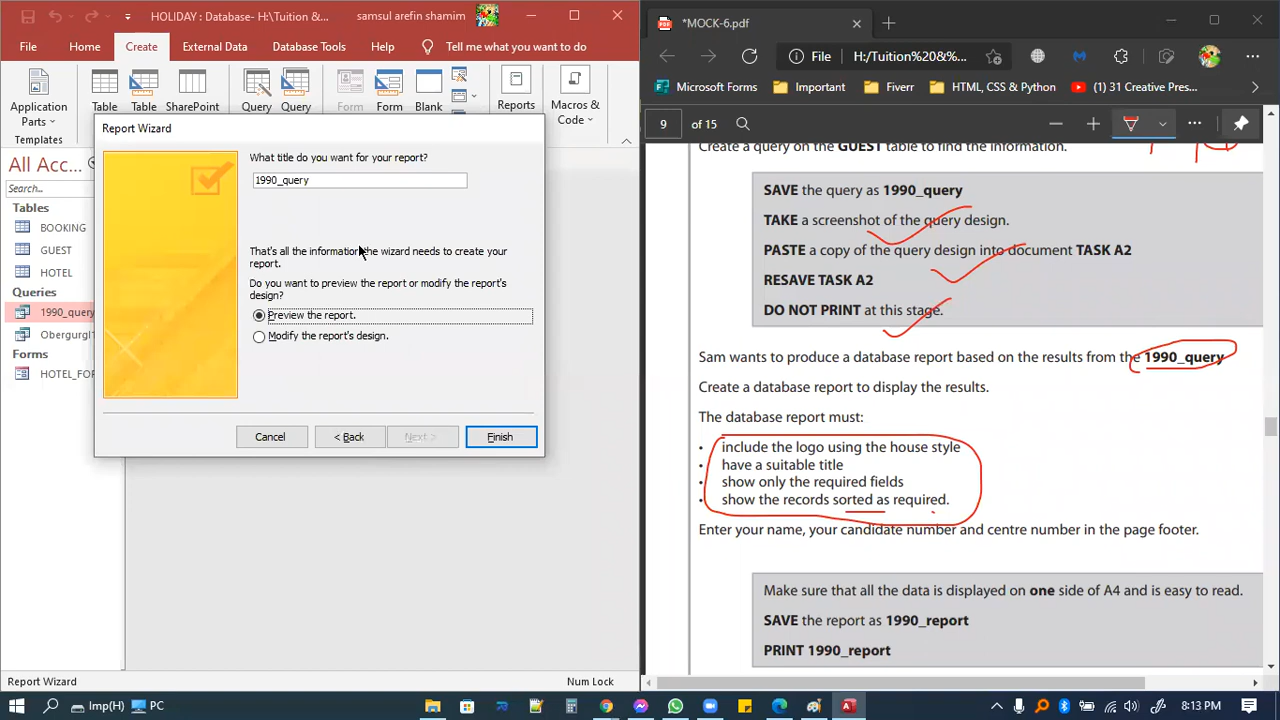 HOLIDAY : Database- H:\Tuition &...
samsul arefin shamim
File
Home
Create
External Data
Database Tools
Help
Tell me what you want to do
Application
Parts
Templates
Table
Table
SharePoint
Query
Query
Form
Form
Blank
Reports
Macros &
Code
All Acc...
Search...
Tables
BOOKING
GUEST
HOTEL
Queries
1990_query
Obergurgl1
Forms
HOTEL_FOR
Report Wizard
What title do you want for your report?
1990_query
That's all the information the wizard needs to create your
report.
Do you want to preview the report or modify the report's
design?
Preview the report.
Modify the report's design.
Cancel
< Back
Next >
Finish
Report Wizard
Num Lock
*MOCK-6.pdf
File
H:/Tuition%20&%...
Microsoft Forms
Important
Fiverr
HTML, CSS & Python
(1) 31 Creative Pres...
9
of 15
Create a query on the GUEST table to find the information.
SAVE the query as 1990_query
TAKE a screenshot of the query design.
PASTE a copy of the query design into document TASK A2
RESAVE TASK A2
DO NOT PRINT at this stage.
Sam wants to produce a database report based on the results from the 1990_query
Create a database report to display the results.
The database report must:
• include the logo using the house style
• have a suitable title
• show only the required fields
• show the records sorted as required.
Enter your name, your candidate number and centre number in the page footer.
Make sure that all the data is displayed on one side of A4 and is easy to read.
SAVE the report as 1990_report
PRINT 1990_report
Imp(H)
PC
8:13 PM